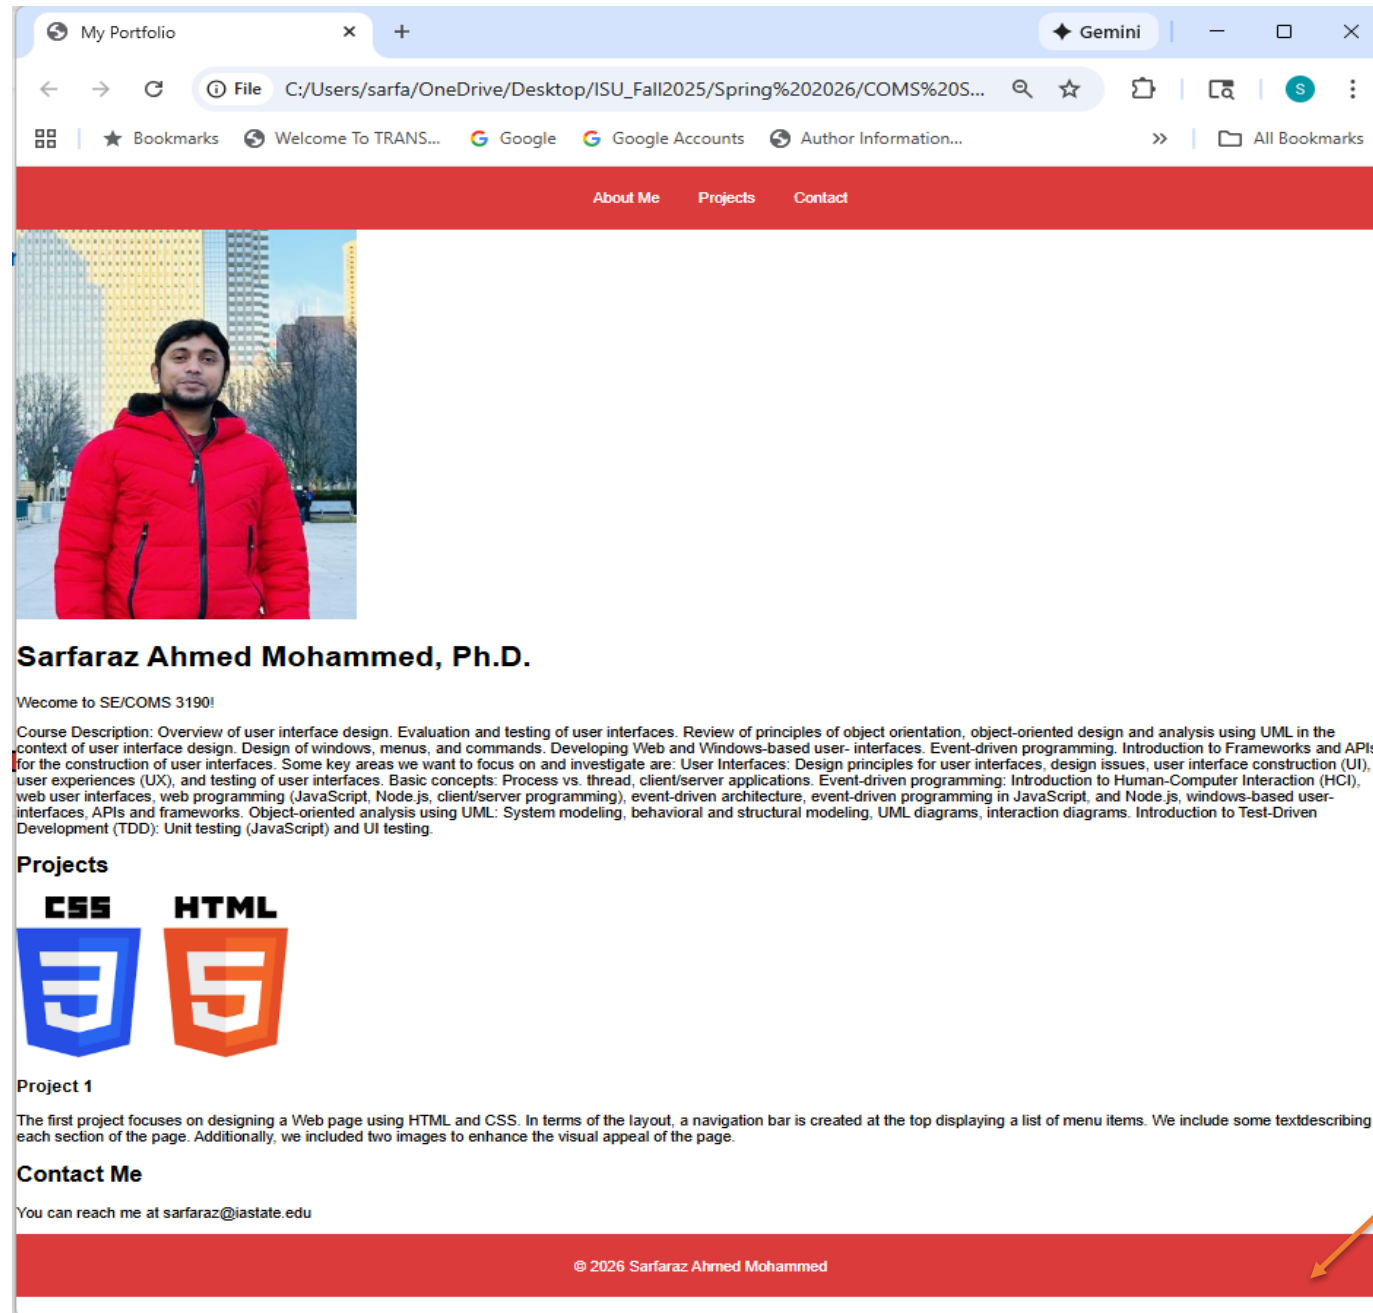 My Portfolio
Gemini
File C:/Users/sarfa/OneDrive/Desktop/ISU_Fall2025/Spring%202026/COMS%20S...
S
Bookmarks Welcome To TRANS... Google Google Accounts Author Information... All Bookmarks
About Me Projects Contact
Sarfaraz Ahmed Mohammed, Ph.D.
Wecome to SE/COMS 3190!
Course Description: Overview of user interface design. Evaluation and testing of user interfaces. Review of principles of object orientation, object-oriented design and analysis using UML in the
context of user interface design. Design of windows, menus, and commands. Developing Web and Windows-based user- interfaces. Event-driven programming. Introduction to Frameworks and APIs
for the construction of user interfaces. Some key areas we want to focus on and investigate are: User Interfaces: Design principles for user interfaces, design issues, user interface construction (UI),
user experiences (UX), and testing of user interfaces. Basic concepts: Process vs. thread, client/server applications. Event-driven programming: Introduction to Human-Computer Interaction (HCI),
web user interfaces, web programming (JavaScript, Node.js, client/server programming), event-driven architecture, event-driven programming in JavaScript, and Node.js, windows-based user-
interfaces, APIs and frameworks. Object-oriented analysis using UML: System modeling, behavioral and structural modeling, UML diagrams, interaction diagrams. Introduction to Test-Driven
Development (TDD): Unit testing (JavaScript) and UI testing.
Projects
CSS HTML
3 5
Project 1
The first project focuses on designing a Web page using HTML and CSS. In terms of the layout, a navigation bar is created at the top displaying a list of menu items. We include some textdescribing
each section of the page. Additionally, we included two images to enhance the visual appeal of the page.
Contact Me
You can reach me at sarfaraz@iastate.edu
© 2026 Sarfaraz Ahmed Mohammed